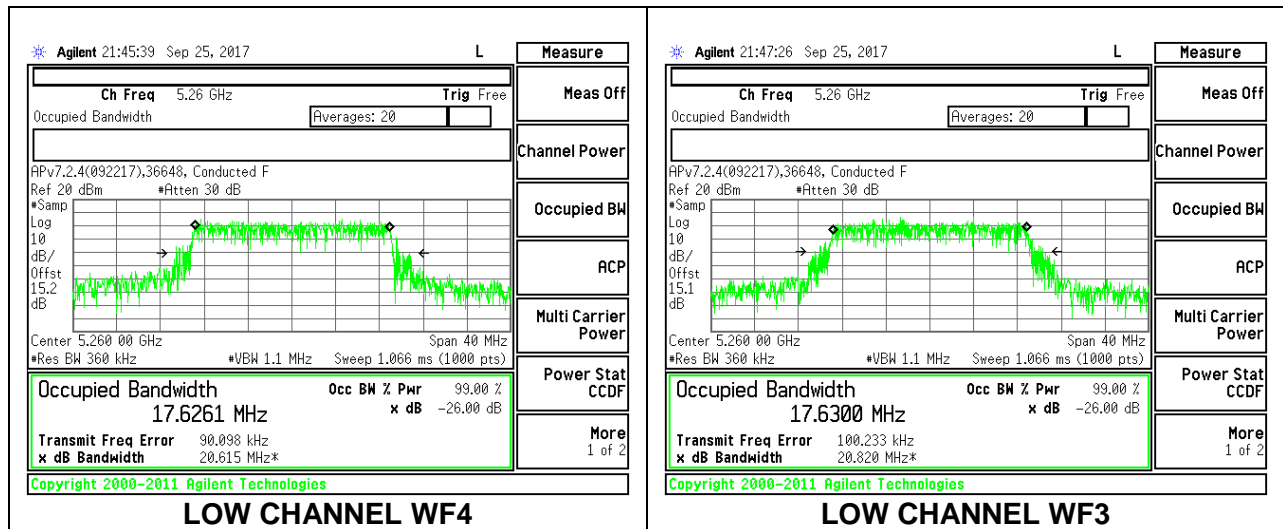 Agilent 21:45:39 Sep 25, 2017 L
Measure
Ch Freq 5.26 GHz Trig Free
Occupied Bandwidth Averages: 20
APv7.2.4(092217),36648, Conducted F
Ref 20 dBm #Atten 30 dB
#Samp
Log
10
dB/
Offst
15.2
dB
Center 5.260 00 GHz Span 40 MHz
#Res BW 360 kHz #VBW 1.1 MHz Sweep 1.066 ms (1000 pts)
Occupied Bandwidth Occ BW % Pwr 99.00 %
17.6261 MHz x dB -26.00 dB
Transmit Freq Error 90.098 kHz
x dB Bandwidth 20.615 MHz*
Meas Off
Channel Power
Occupied BW
ACP
Multi Carrier
Power
Power Stat
CCDF
More
1 of 2
Copyright 2000-2011 Agilent Technologies
LOW CHANNEL WF4
Agilent 21:47:26 Sep 25, 2017 L
Measure
Ch Freq 5.26 GHz Trig Free
Occupied Bandwidth Averages: 20
APv7.2.4(092217),36648, Conducted F
Ref 20 dBm #Atten 30 dB
#Samp
Log
10
dB/
Offst
15.1
dB
Center 5.260 00 GHz Span 40 MHz
#Res BW 360 kHz #VBW 1.1 MHz Sweep 1.066 ms (1000 pts)
Occupied Bandwidth Occ BW % Pwr 99.00 %
17.6300 MHz x dB -26.00 dB
Transmit Freq Error 100.233 kHz
x dB Bandwidth 20.820 MHz*
Meas Off
Channel Power
Occupied BW
ACP
Multi Carrier
Power
Power Stat
CCDF
More
1 of 2
Copyright 2000-2011 Agilent Technologies
LOW CHANNEL WF3